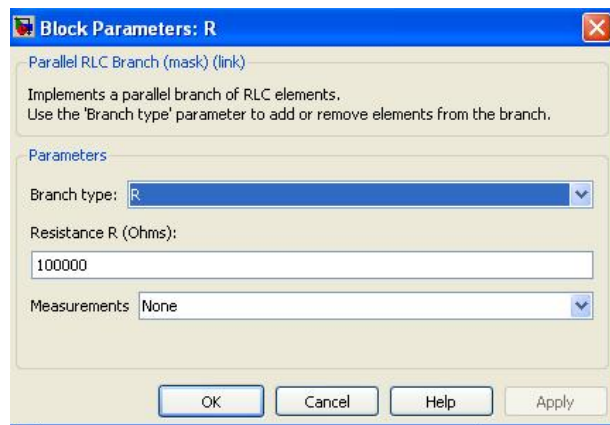 Block Parameters: R
Parallel RLC Branch (mask) (link)
Implements a parallel branch of RLC elements.
Use the 'Branch type' parameter to add or remove elements from the branch.
Parameters
Branch type: R
Resistance R (Ohms):
100000
Measurements None
OK Cancel Help Apply